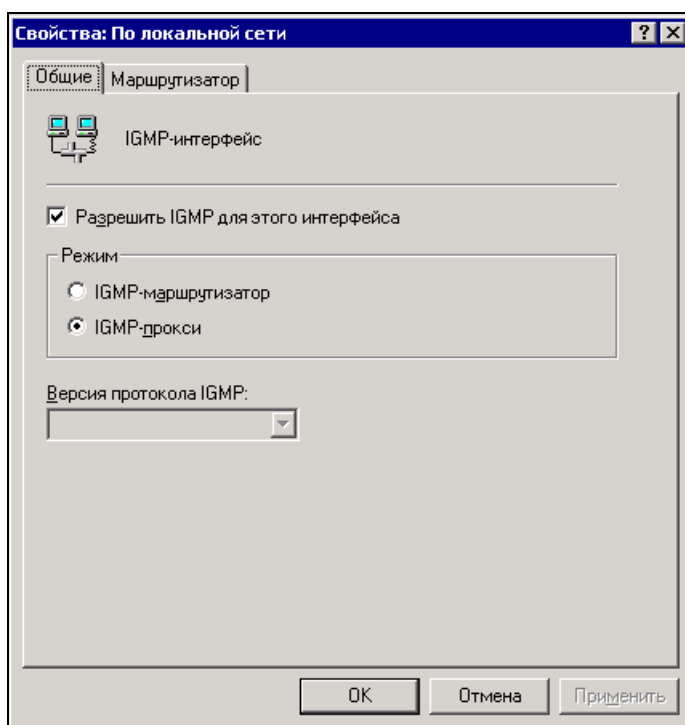 Свойства: По локальной сети
Общие Маршрутизатор
IGMP-интерфейс
Разрешить IGMP для этого интерфейса
Режим
IGMP-маршрутизатор
IGMP-прокси
Версия протокола IGMP:
OK Отмена Применить